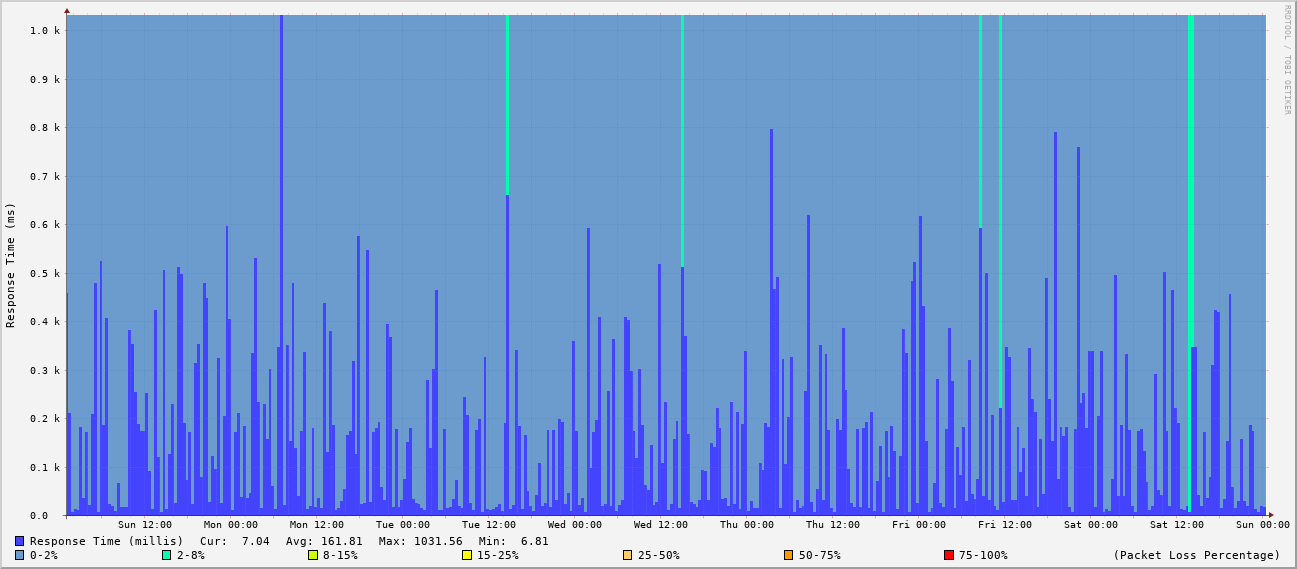 RRDTOOL / TOBI OETIKER
Response Time (ms)
1.0 k
0.9 k
0.8 k
0.7 k
0.6 k
0.5 k
0.4 k
0.3 k
0.2 k
0.1 k
0.0
Sun 12:00 Mon 00:00 Mon 12:00 Tue 00:00 Tue 12:00 Wed 00:00 Wed 12:00 Thu 00:00 Thu 12:00 Fri 00:00 Fri 12:00 Sat 00:00 Sat 12:00 Sun 00:00
Response Time (millis) Cur: 7.04 Avg: 161.81 Max: 1031.56 Min: 6.81
0-2% 2-8% 8-15% 15-25% 25-50% 50-75% 75-100% (Packet Loss Percentage)